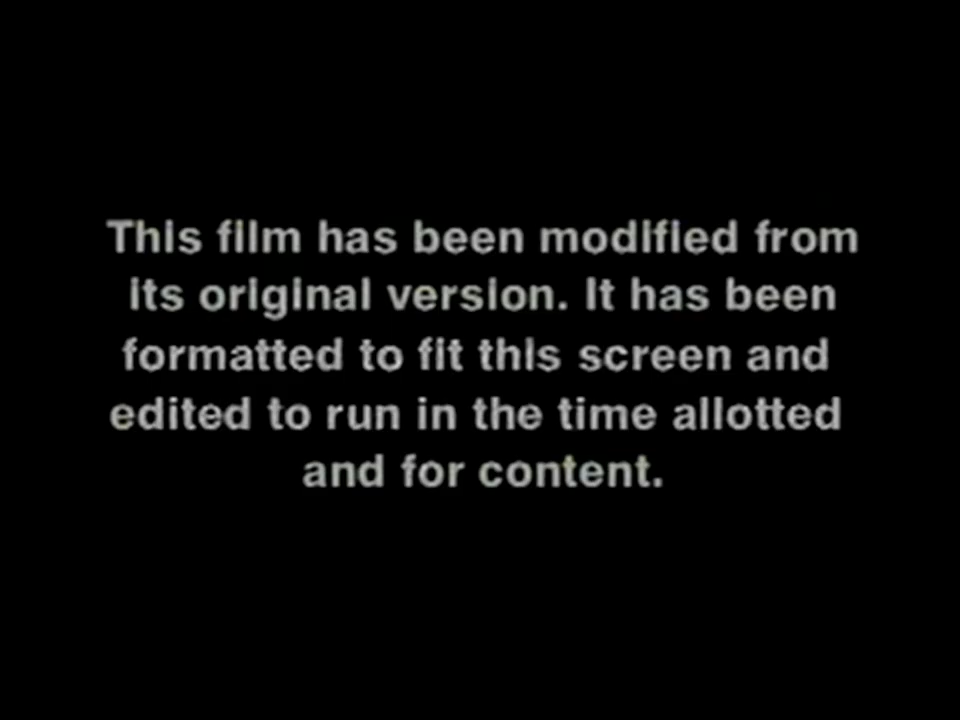 This film has been modified from
its original version. It has been
formatted to fit this screen and
edited to run in the time allotted
and for content.